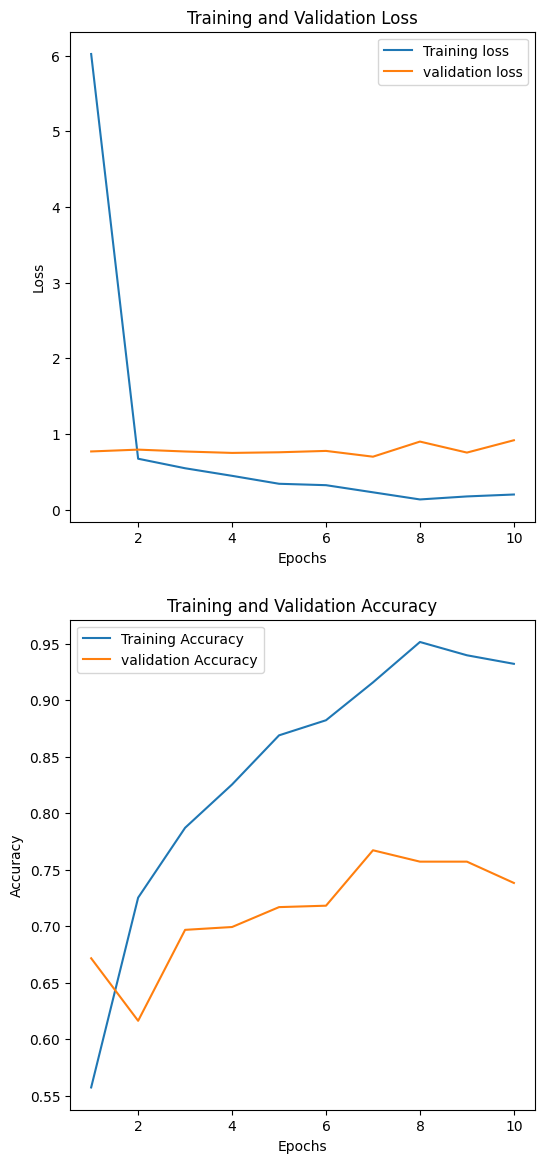 Training and Validation Loss
Training loss
validation loss
6
5
4
3
2
1
0
Loss
2 4 6 8 10
Epochs
Training and Validation Accuracy
Training Accuracy
validation Accuracy
0.95
0.90
0.85
0.80
0.75
0.70
0.65
0.60
0.55
Accuracy
2 4 6 8 10
Epochs